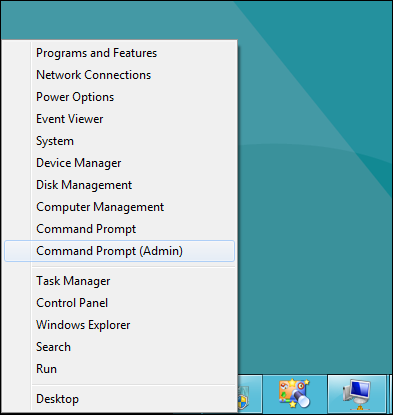 Programs and Features
Network Connections
Power Options
Event Viewer
System
Device Manager
Disk Management
Computer Management
Command Prompt
Command Prompt (Admin)
Task Manager
Control Panel
Windows Explorer
Search
Run
Desktop